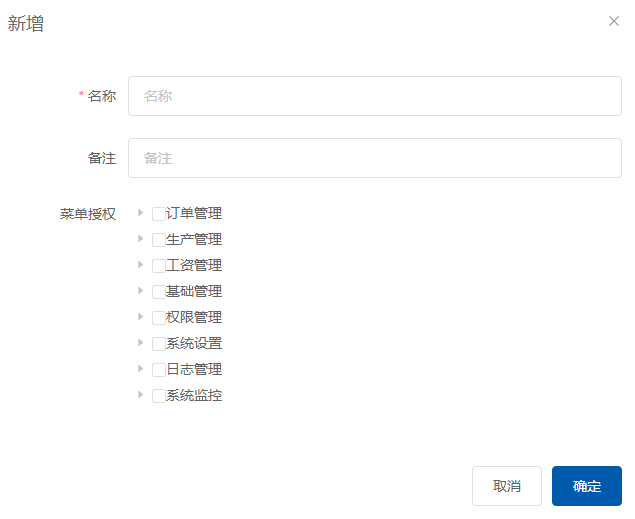 新增
* 名称
名称
备注
备注
菜单授权
订单管理
生产管理
工资管理
基础管理
权限管理
系统设置
日志管理
系统监控
取消
确定